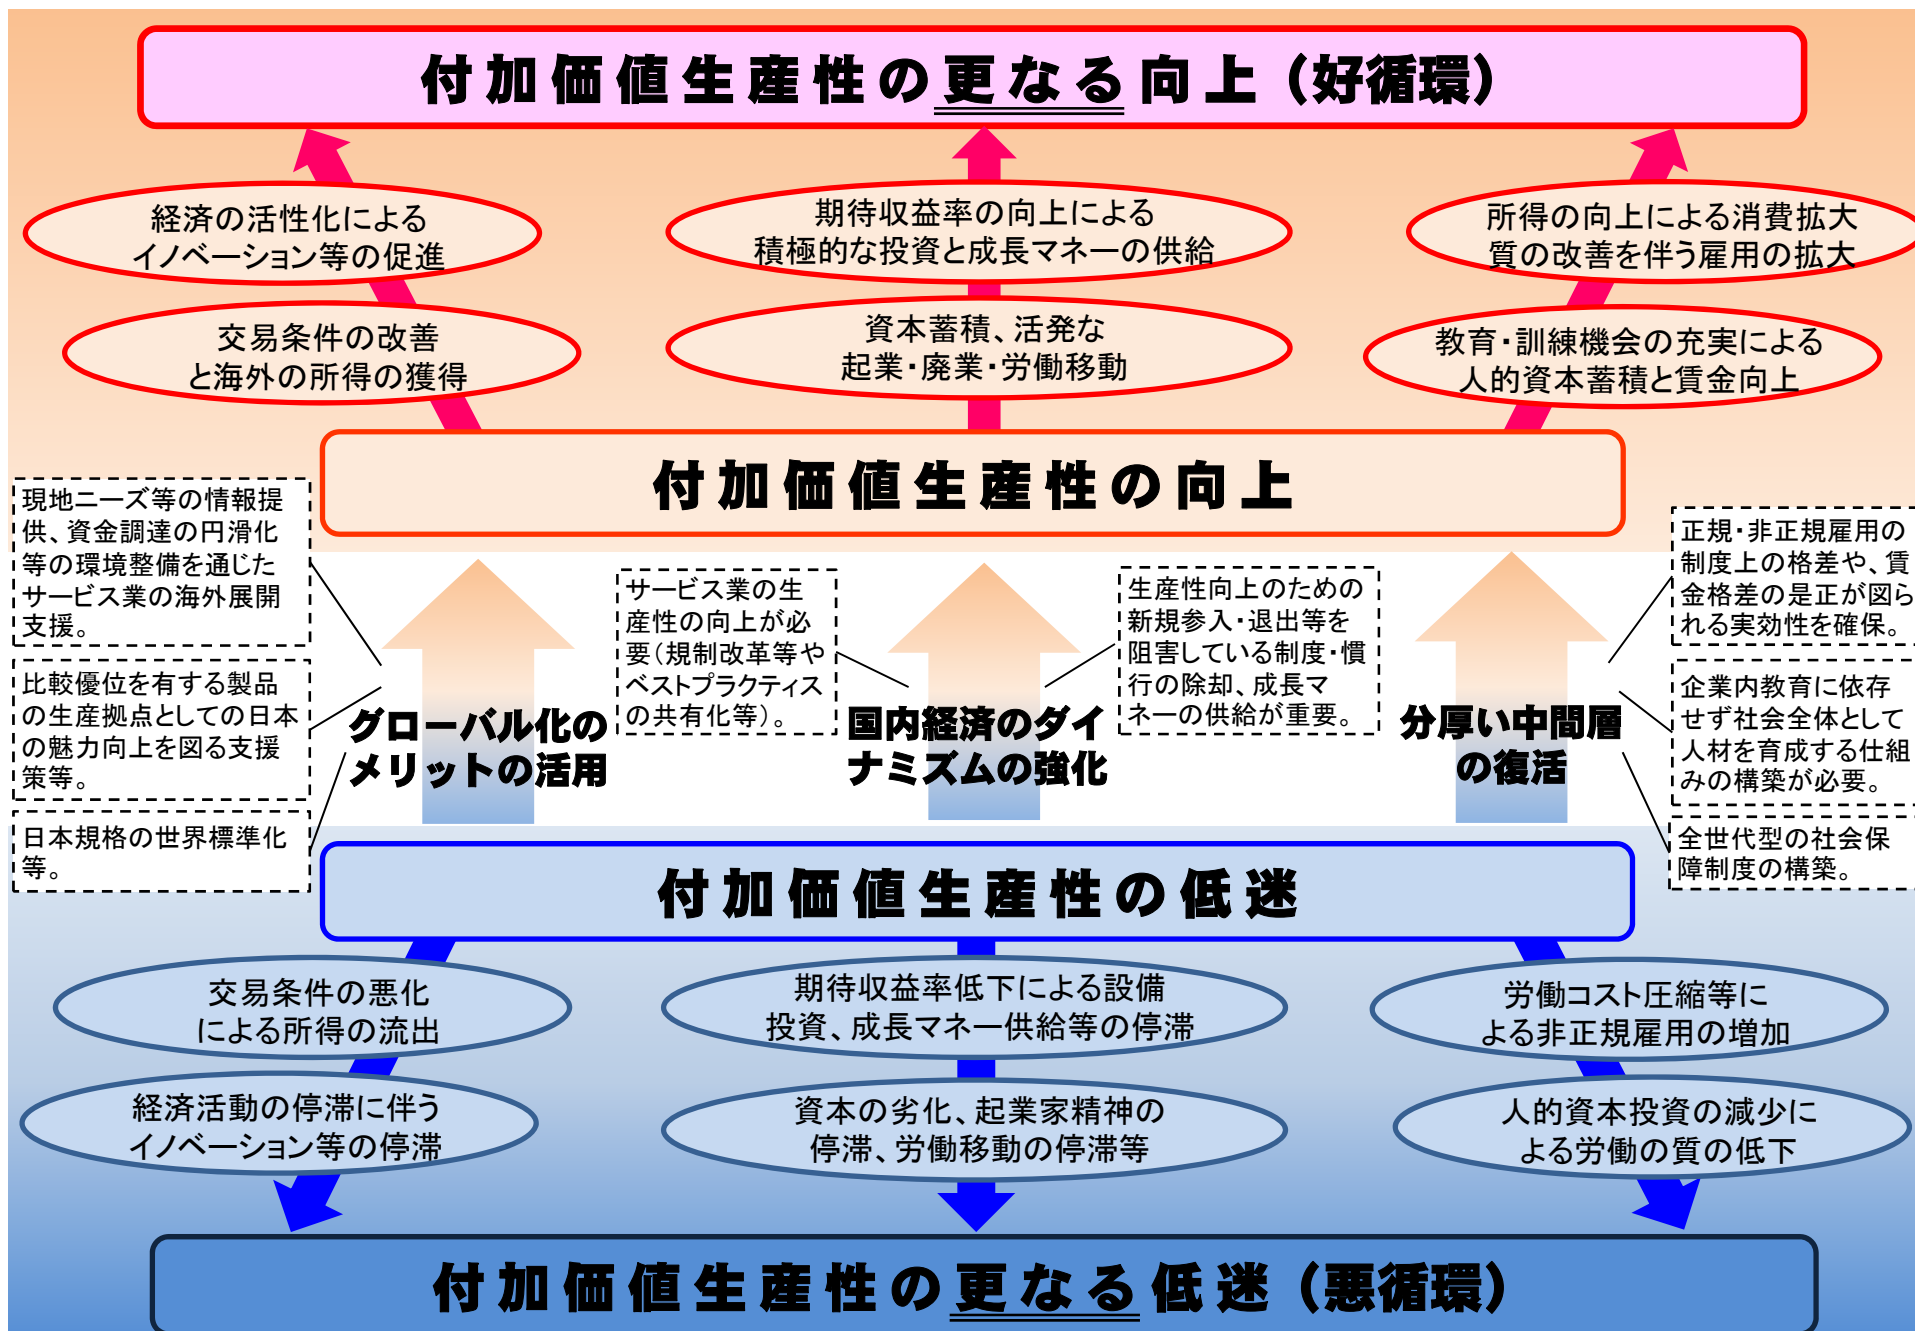 付加価値生産性の更なる向上（好循環）
経済の活性化による
イノベーション等の促進
期待収益率の向上による
積極的な投資と成長マネーの供給
所得の向上による消費拡大
質の改善を伴う雇用の拡大
交易条件の改善
と海外の所得の獲得
資本蓄積、活発な
起業・廃業・労働移動
教育・訓練機会の充実による
人的資本蓄積と賃金向上
付加価値生産性の向上
現地ニーズ等の情報提
供、資金調達の円滑化
等の環境整備を通じた
サービス業の海外展開
支援。
比較優位を有する製品
の生産拠点としての日本
の魅力向上を図る支援
策等。
日本規格の世界標準化
等。
グローバル化の
メリットの活用
サービス業の生
産性の向上が必
要（規制改革等や
ベストプラクティス
の共有化等）。
国内経済のダイ
ナミズムの強化
生産性向上のための
新規参入・退出等を
阻害している制度・慣
行の除却、成長マ
ネーの供給が重要。
分厚い中間層
の復活
正規・非正規雇用の
制度上の格差や、賃
金格差の是正が図ら
れる実効性を確保。
企業内教育に依存
せず社会全体として
人材を育成する仕組
みの構築が必要。
全世代型の社会保
障制度の構築。
付加価値生産性の低迷
交易条件の悪化
による所得の流出
期待収益率低下による設備
投資、成長マネー供給等の停滞
労働コスト圧縮等に
よる非正規雇用の増加
経済活動の停滞に伴う
イノベーション等の停滞
資本の劣化、起業家精神の
停滞、労働移動の停滞等
人的資本投資の減少に
よる労働の質の低下
付加価値生産性の更なる低迷（悪循環）